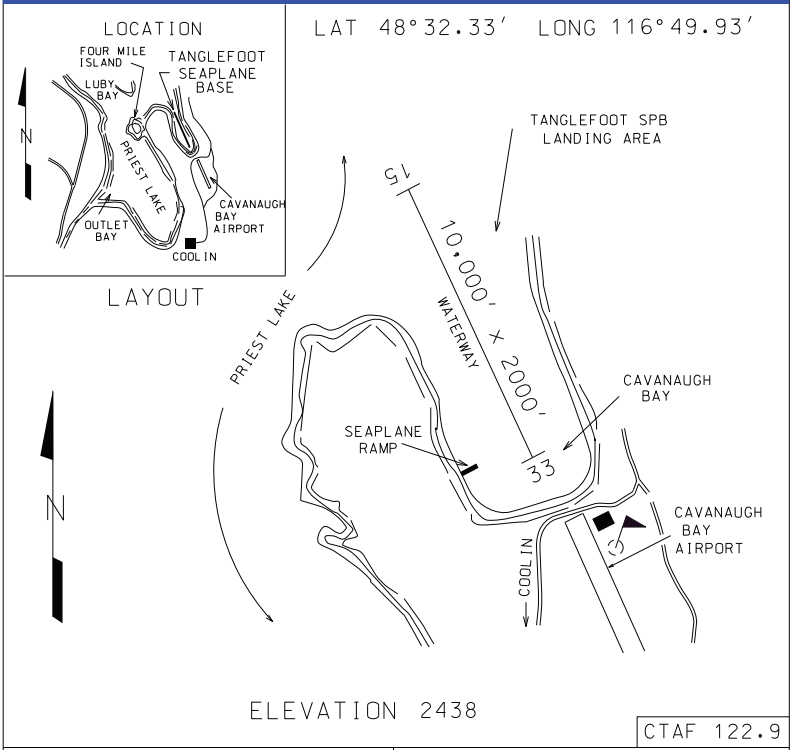 LAT 48°32.33′ LONG 116°49.93′
LOCATION
FOUR MILE
ISLAND
TANGLEFOOT
SEAPLANE
BASE
LUBY
BAY
N
PRIEST LAKE
CAVANAUGH
BAY
AIRPORT
OUTLET
BAY
COOLIN
TANGLEFOOT SPB
LANDING AREA
15
10,000′ X 2000′
WATERWAY
33
LAYOUT
PRIEST LAKE
CAVANAUGH
BAY
SEAPLANE
RAMP
N
CAVANAUGH
BAY
AIRPORT
COOLIN
ELEVATION 2438
CTAF 122.9